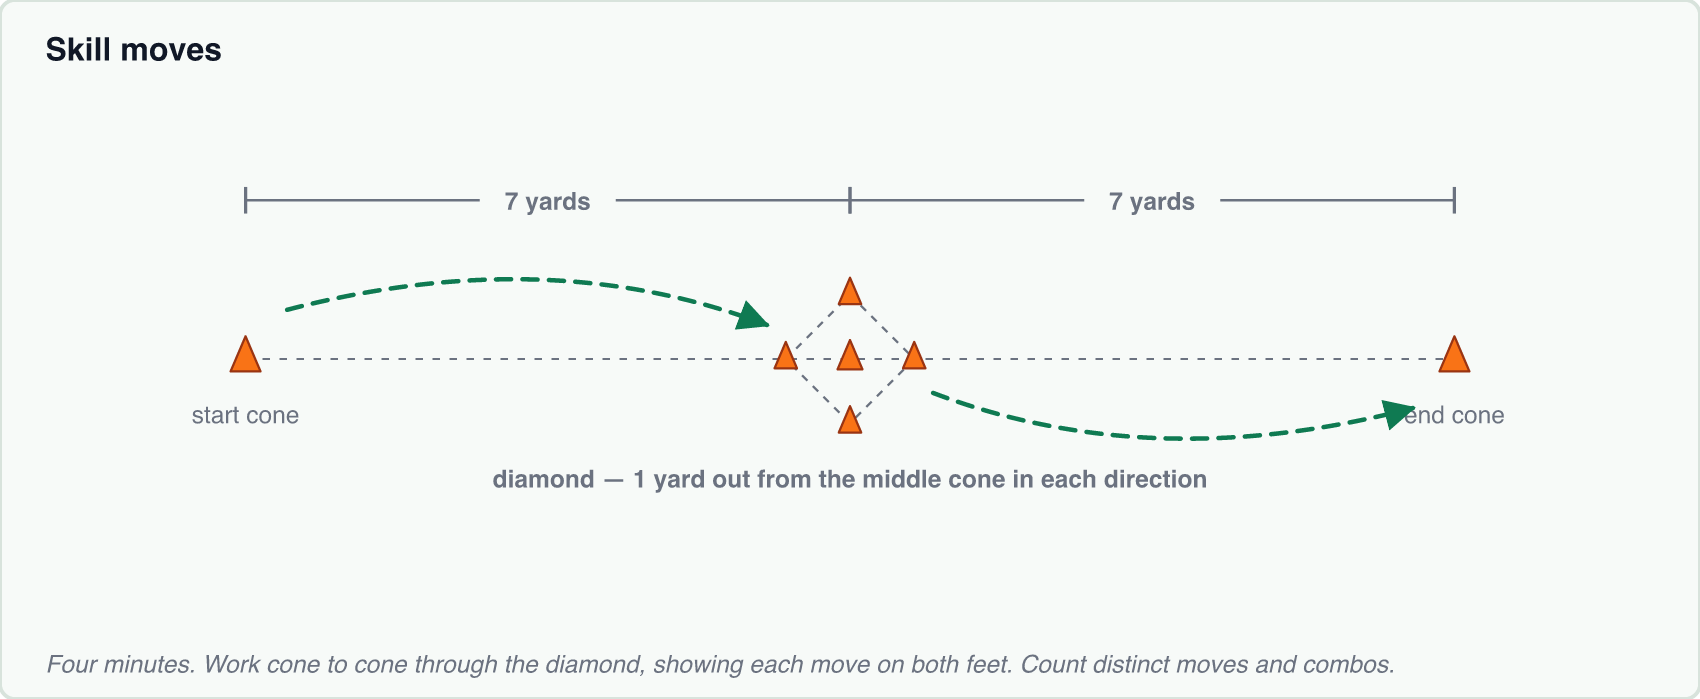 Skill moves
7 yards
7 yards
start cone
end cone
diamond — 1 yard out from the middle cone in each direction
Four minutes. Work cone to cone through the diamond, showing each move on both feet. Count distinct moves and combos.